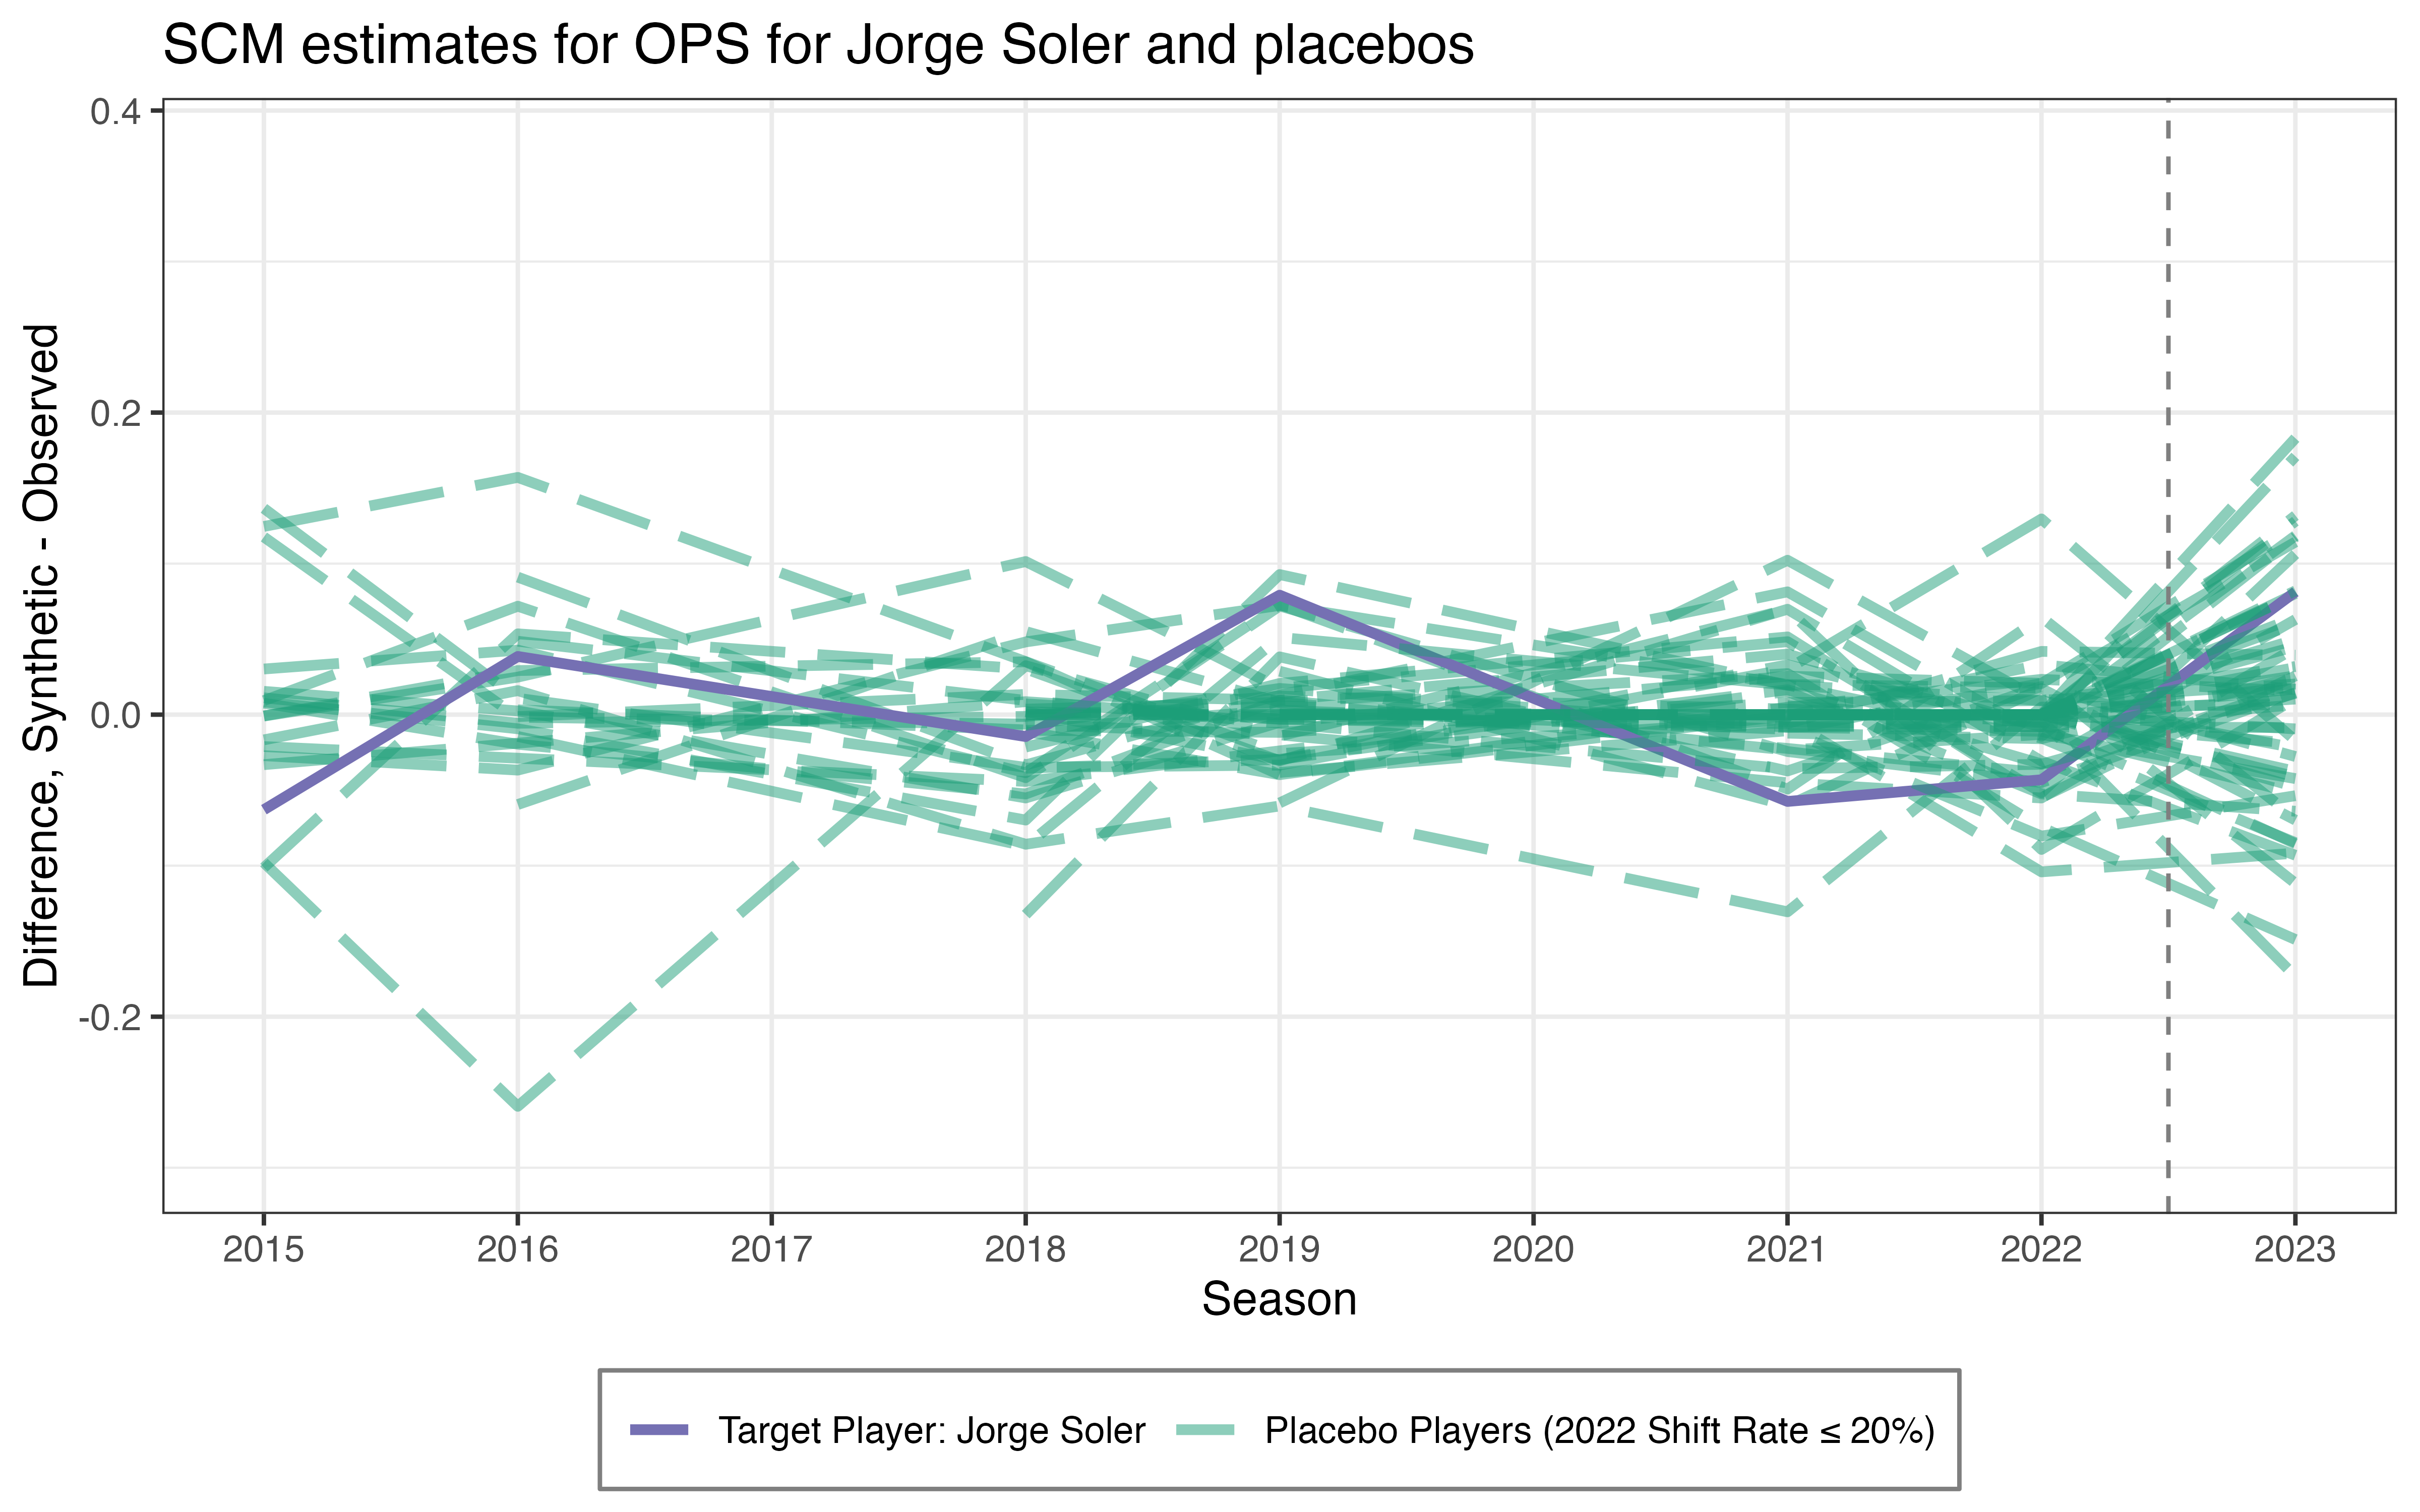 SCM estimates for OPS for Jorge Soler and placebos
Difference, Synthetic - Observed
0.4
0.2
0.0
-0.2
2015 2016 2017 2018 2019 2020 2021 2022 2023
Season
Target Player: Jorge Soler Placebo Players (2022 Shift Rate ≤ 20%)